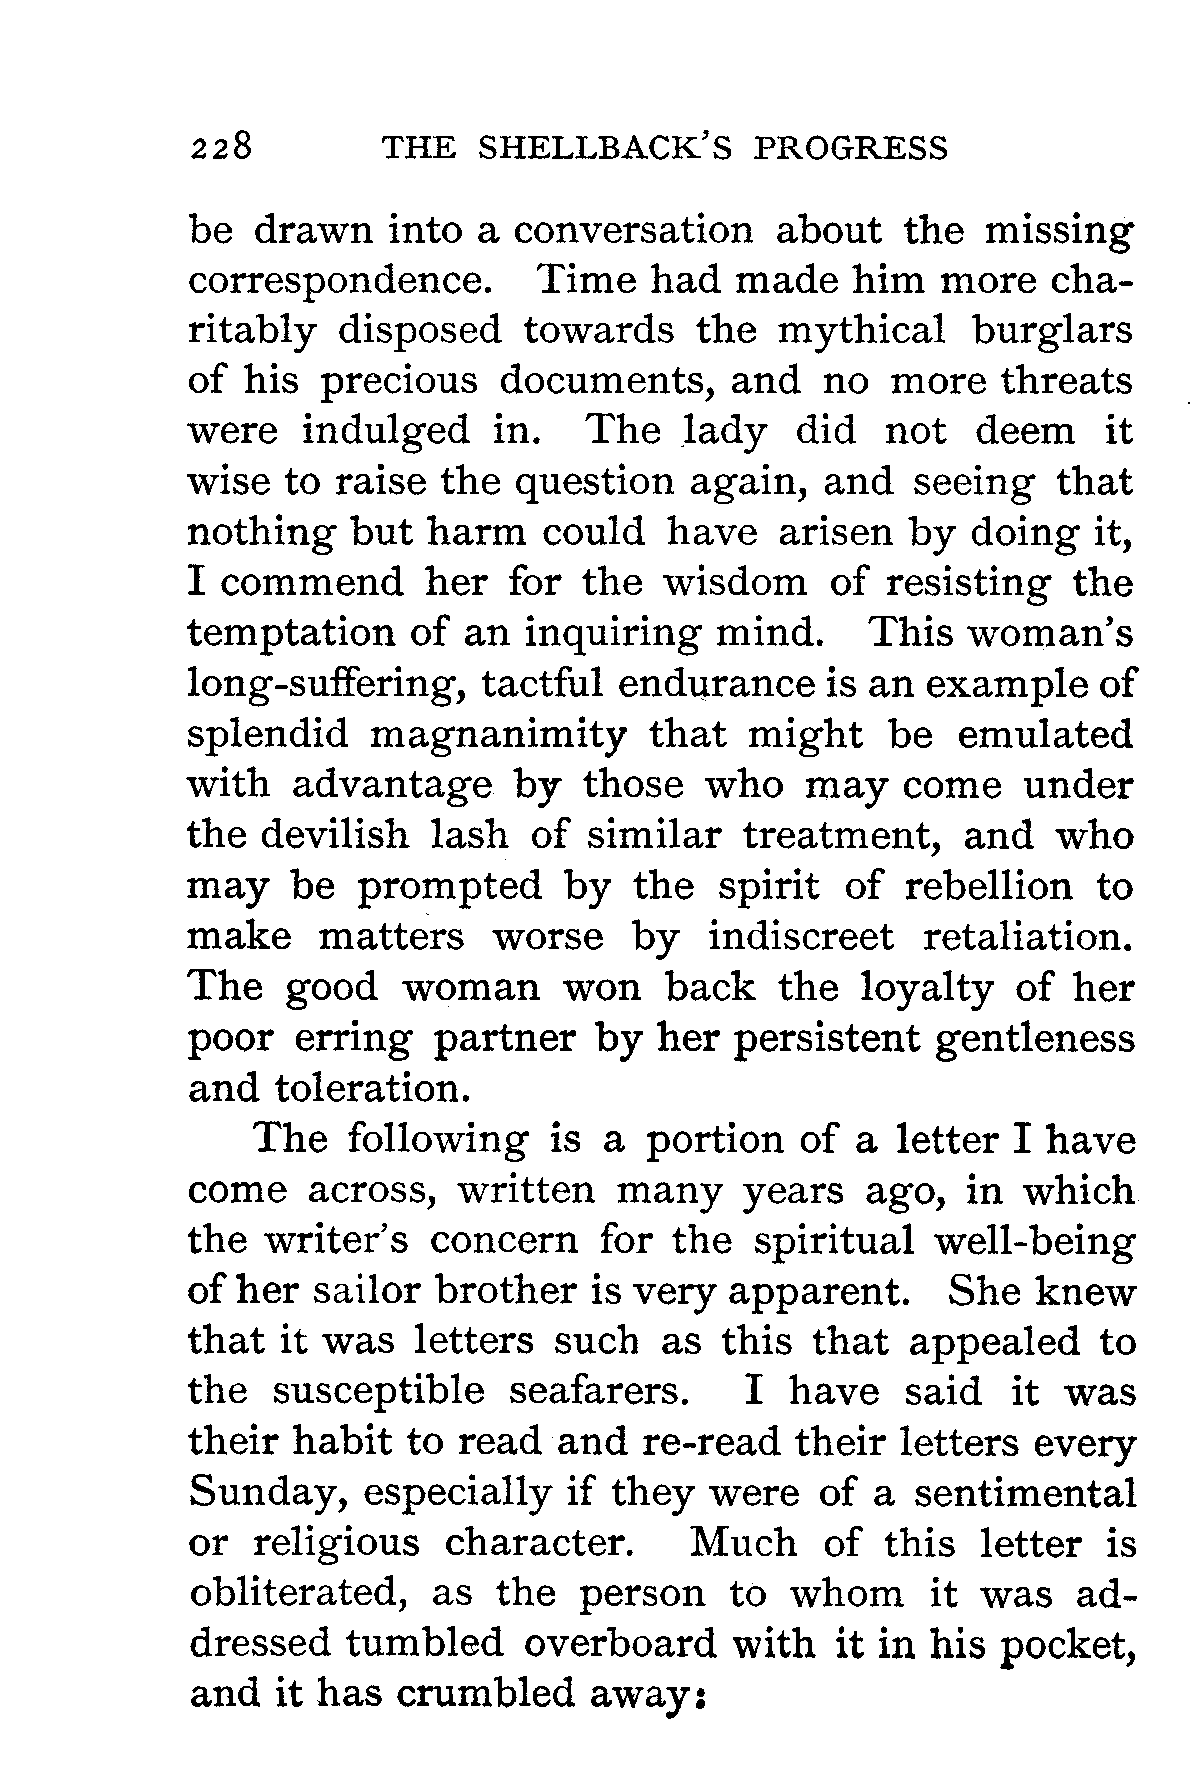 228 THE SHELLBACK'S PROGRESS
be drawn into a conversation about the missing
correspondence. Time had made him more cha-
ritably disposed towards the mythical burglars
of his precious documents, and no more threats
were indulged in. The lady did not deem it
wise to raise the question again, and seeing that
nothing but harm could have arisen by doing it,
I commend her for the wisdom of resisting the
temptation of an inquiring mind. This woman's
long-suffering, tactful endurance is an example of
splendid magnanimity that might be emulated
with advantage by those who may come under
the devilish lash of similar treatment, and who
may be prompted by the spirit of rebellion to
make matters worse by indiscreet retaliation.
The good woman won back the loyalty of her
poor erring partner by her persistent gentleness
and toleration.
The following is a portion of a letter I have
come across, written many years ago, in which
the writer's concern for the spiritual well-being
of her sailor brother is very apparent. She knew
that it was letters such as this that appealed to
the susceptible seafarers. I have said it was
their habit to read and re-read their letters every
Sunday, especially if they were of a sentimental
or religious character. Much of this letter is
obliterated, as the person to whom it was ad-
dressed tumbled overboard with it in his pocket,
and it has crumbled away: